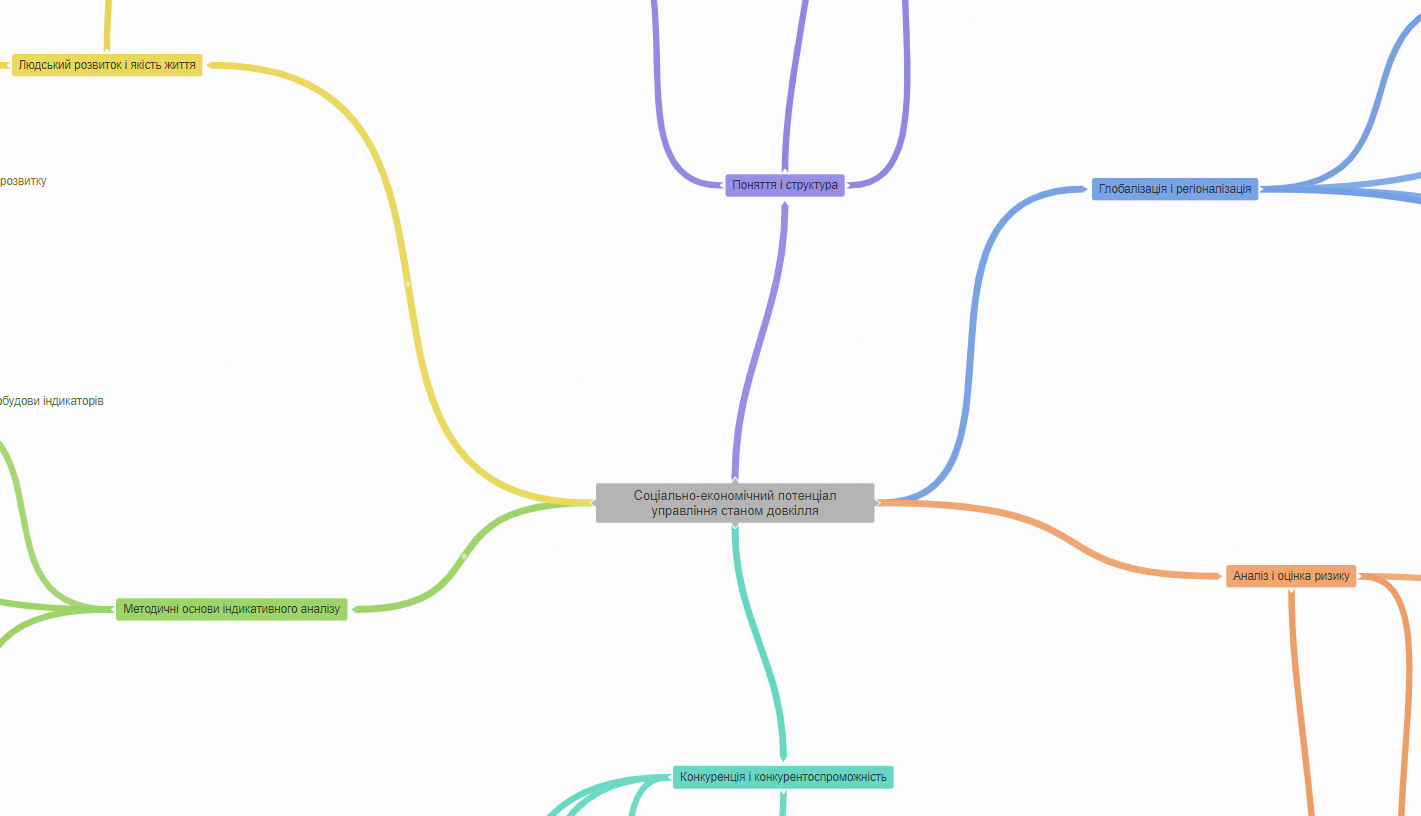 Людський розвиток і якість життя
розвитку
Поняття і структура
Глобалізація і регіоналізація
обудови індикаторів
Соціально-економічний потенціал
управління станом довкілля
Аналіз і оцінка ризику
Методичні основи індикативного аналізу
Конкуренція і конкурентоспроможність